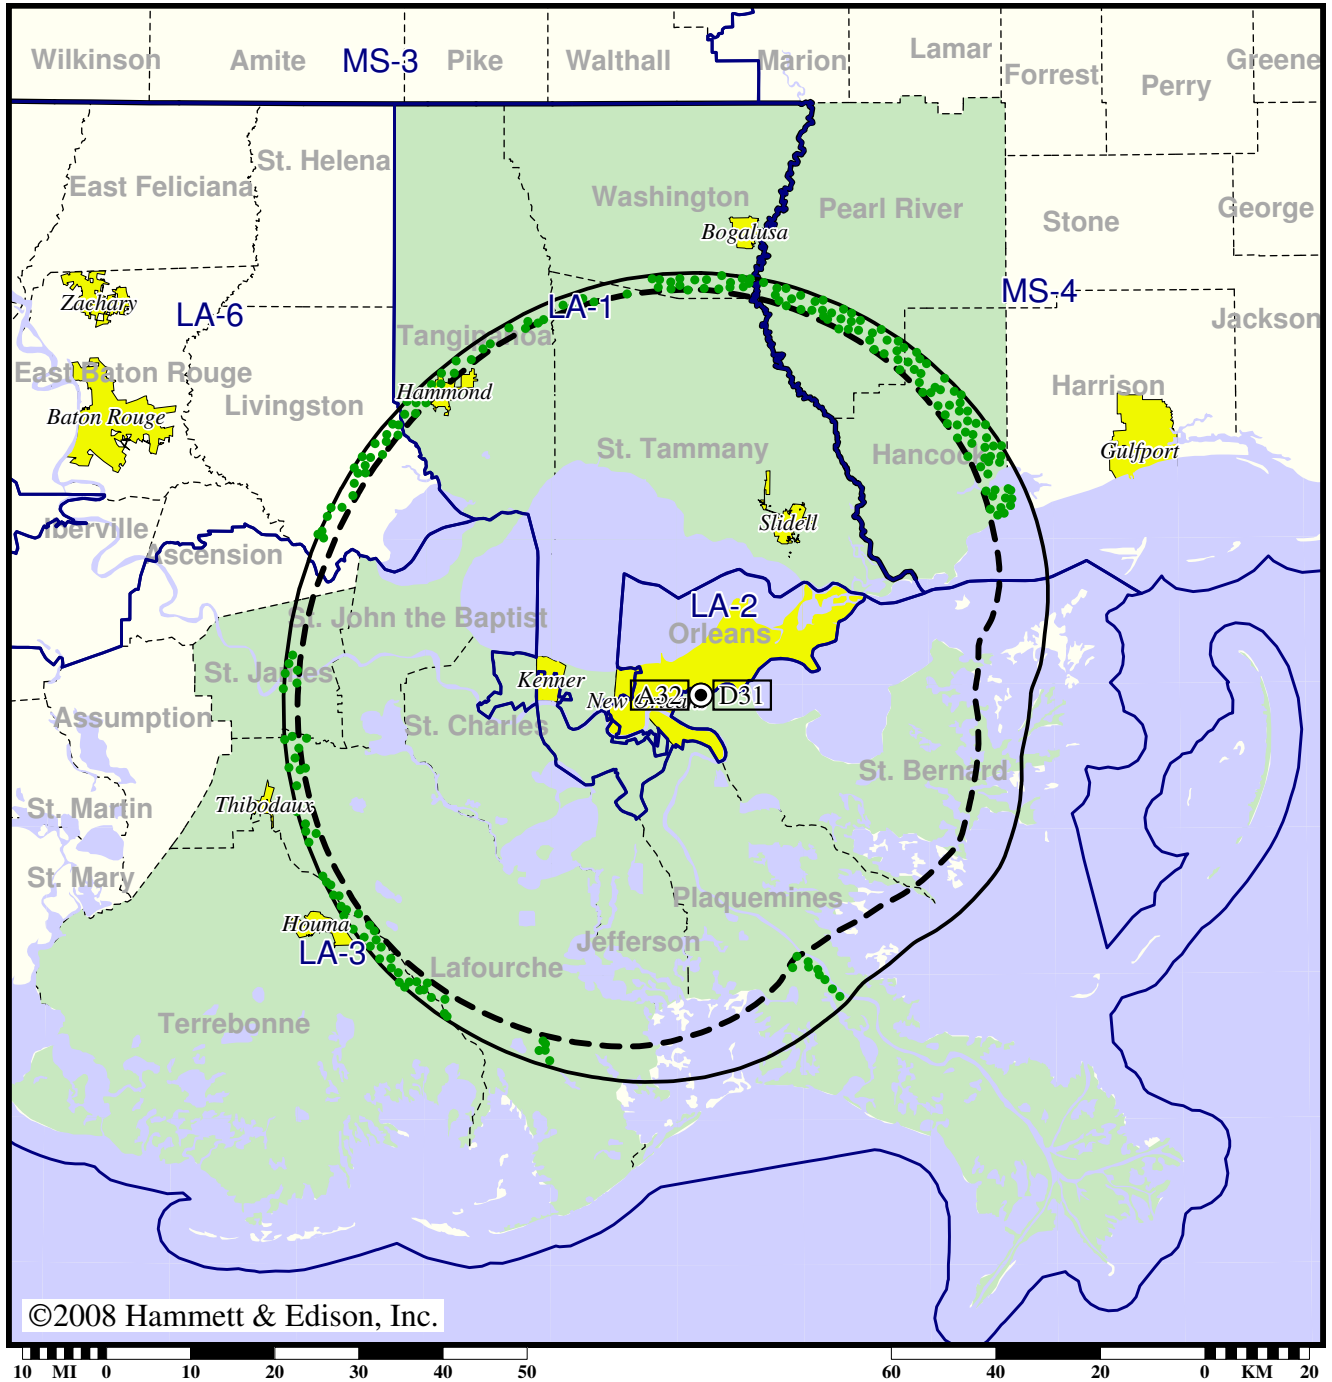 Wilkinson
Amite
MS-3
Pike
Walthall
Marion
Lamar
Forrest
Perry
Greene
St. Helena
East Feliciana
Washington
Bogalusa
Pearl River
Stone
George
Zachary
LA-6
LA-1
MS-4
Jackson
Tangipahoa
East Baton Rouge
Hammond
Harrison
Baton Rouge
Livingston
St. Tammany
Hancock
Gulfport
Iberville
Slidell
Ascension
St. John the Baptist
LA-2
Orleans
St. James
Kenner
New
A32
D31
Assumption
St. Charles
St. Bernard
St. Martin
Thibodaux
St. Mary
Plaquemines
Houma
LA-3
Jefferson
Lafourche
Terrebonne
©2008 Hammett & Edison, Inc.
10 MI 0 10 20 30 40 50
60 40 20 0 KM 20